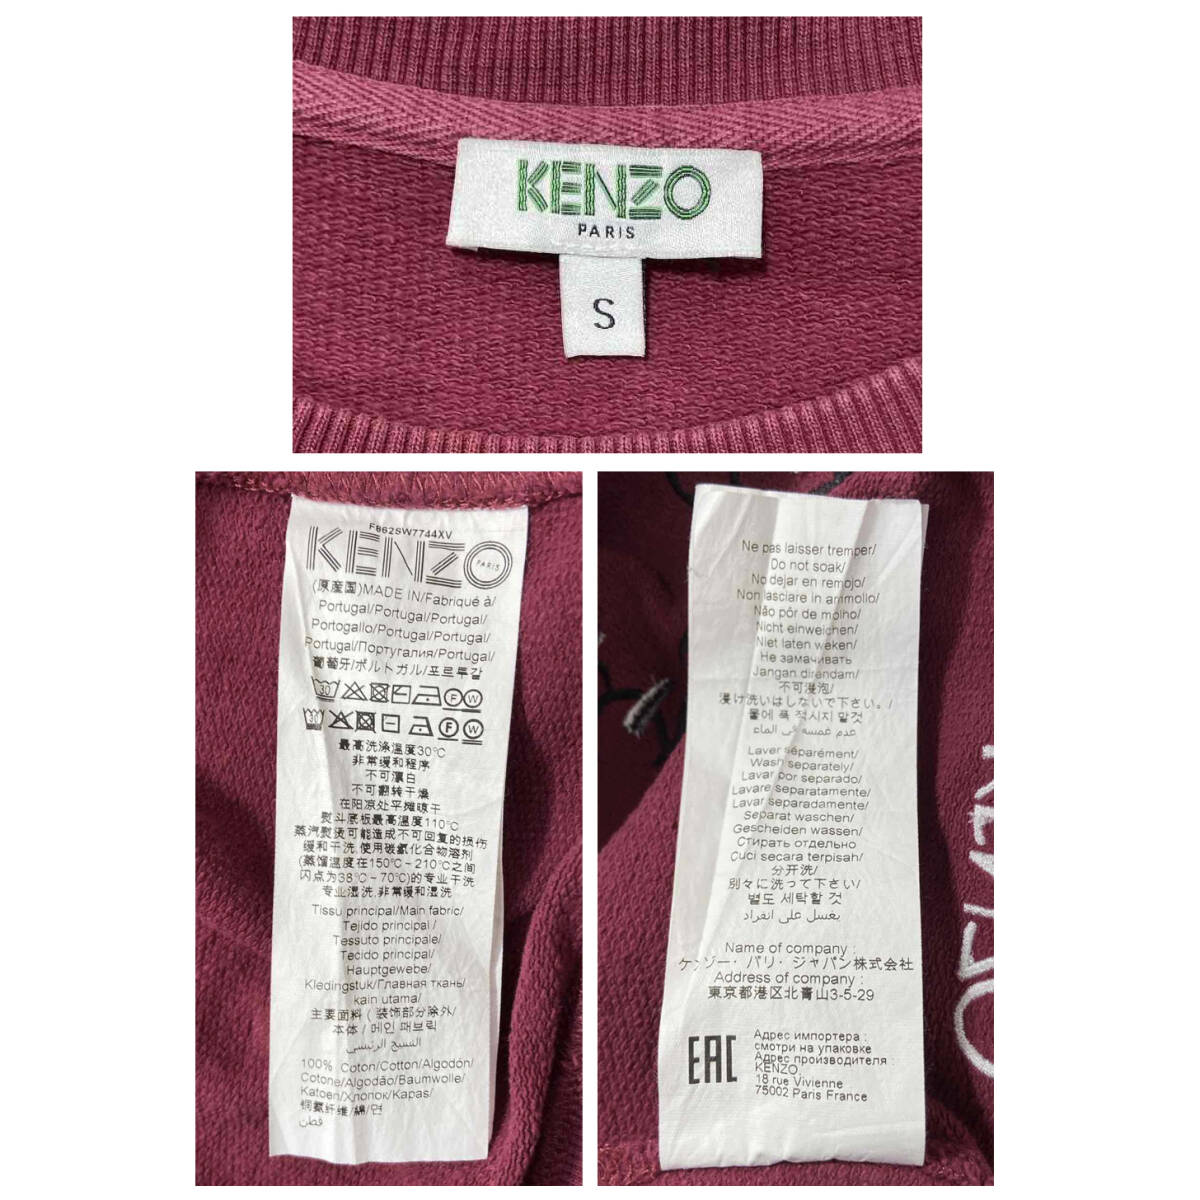 KENZO
PARIS
S
F862SW7744XV
KENZO
PARIS
(原産国)MADE IN/Fabriqué à/
Portugal/Portugal/Portugal/
Portogallo/Portugal/Portugal/
Portugal/Португалия/Portugal/
葡萄牙/ポルトガル/포르투갈
最高洗涤温度30℃
非常缓和程序
不可漂白
不可翻转干燥
在阳凉处平摊晾干
熨斗底板最高温度110℃
蒸汽熨烫可能造成不可回复的损伤
缓和干洗,使用碳氢化合物溶剂
(蒸馏温度在150℃~210℃之间
闪点为38℃~70℃)的专业干洗
专业湿洗,非常缓和湿洗
Tissu principal/Main fabric/
Tejido principal /
Tessuto principale/
Tecido principal/
Hauptgewebe/
Kledingstuk/Главная ткань/
kain utama/
主要面料 ( 装饰部分除外/
本体/ 메인 패브릭
النسيج الرئيسي
100% Coton/Cotton/Algodón/
Cotone/Algodão/Baumwolle/
Katoen/Хлопок/Kapas/
铜氨纤维/綿/면
قطن
Ne pas laisser tremper/
Do not soak/
No dejar en remojo/
Non lasciare in ammollo/
Não pôr de molho/
Nicht einweichen/
Niet laten weken/
Не замачивать
Jangan direndam/
不可浸泡/
浸け洗いはしないで下さい。/
물에 푹 적시지 말것
عدم غمسه في الماء
Laver séparément/
Wash separately/
Lavar por separado/
Lavare separatamente/
Lavar separadamente/
Separat waschen/
Gescheiden wassen/
Стирать отдельно
Cuci secara terpisah/
分开洗/
別々に洗って下さい/
별도 세탁할 것
يغسل على انفراد
Name of company :
ケンゾー・パリ・ジャパン株式会社
Address of company :
東京都港区北青山3-5-29
EAC
Адрес импортера :
смотри на упаковке
Адрес производителя :
KENZO,
18 rue Vivienne
75002 Paris France